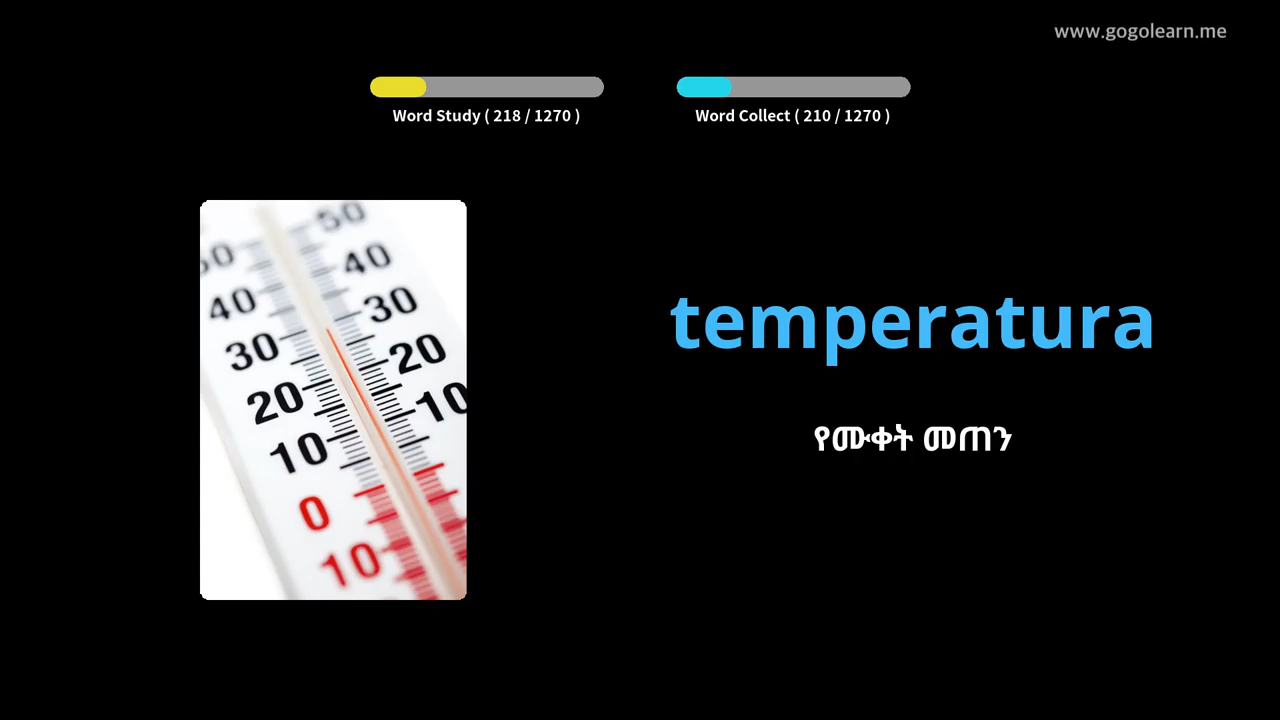 www.gogolearn.me
Word Study ( 218 / 1270 )
Word Collect ( 210 / 1270 )
50
40
40
30
30
20
20
10
10
0
10
temperatura
የሙቀት መጠን